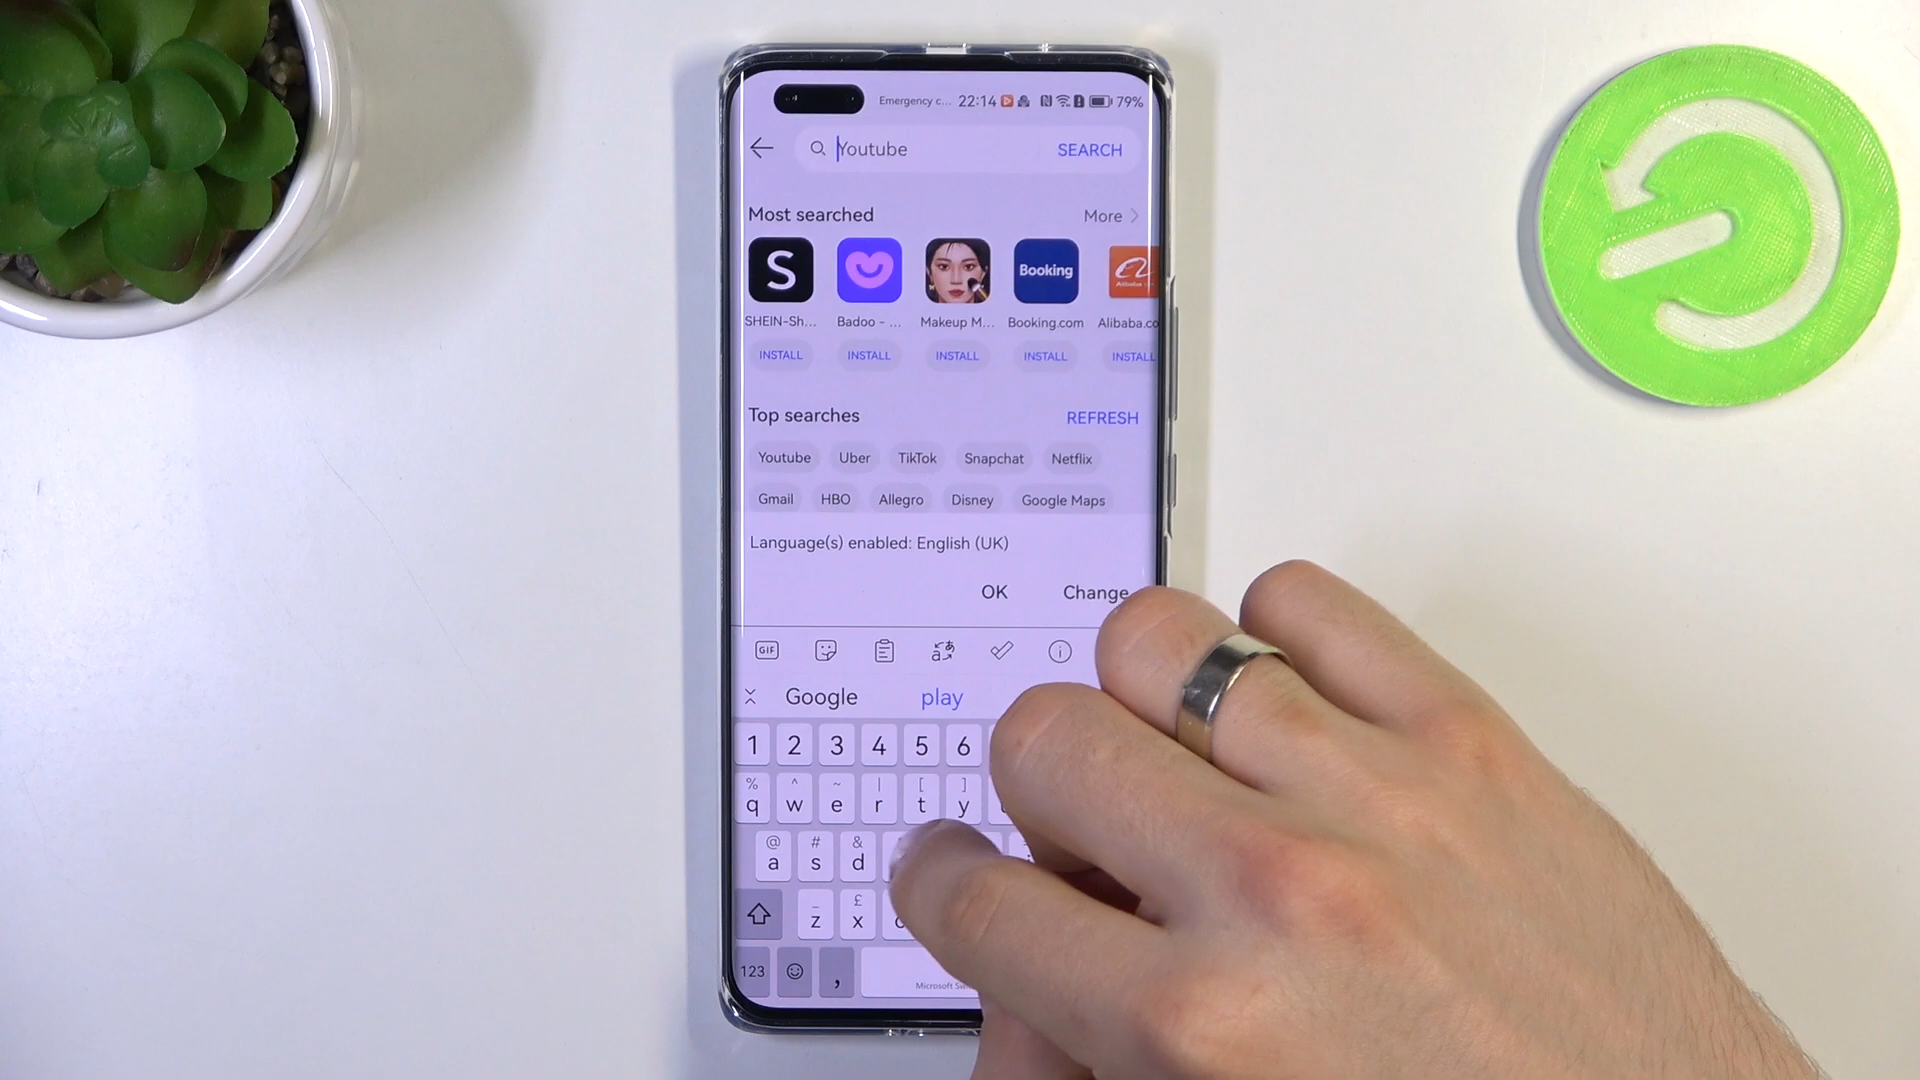 Emergency c... 22:14 79%
Youtube SEARCH
Most searched More
S Booking
SHEIN-Sh... Badoo - ... Makeup M... Booking.com Alibaba.co
INSTALL INSTALL INSTALL INSTALL INSTALL
Top searches REFRESH
Youtube Uber TikTok Snapchat Netflix
Gmail HBO Allegro Disney Google Maps
Language(s) enabled: English (UK)
OK Change
GIF
Google play
1 2 3 4 5 6
% ^ ~ | [ ]
q w e r t y
@ # &
a s d
_ £
z x
123 ,
Microsoft